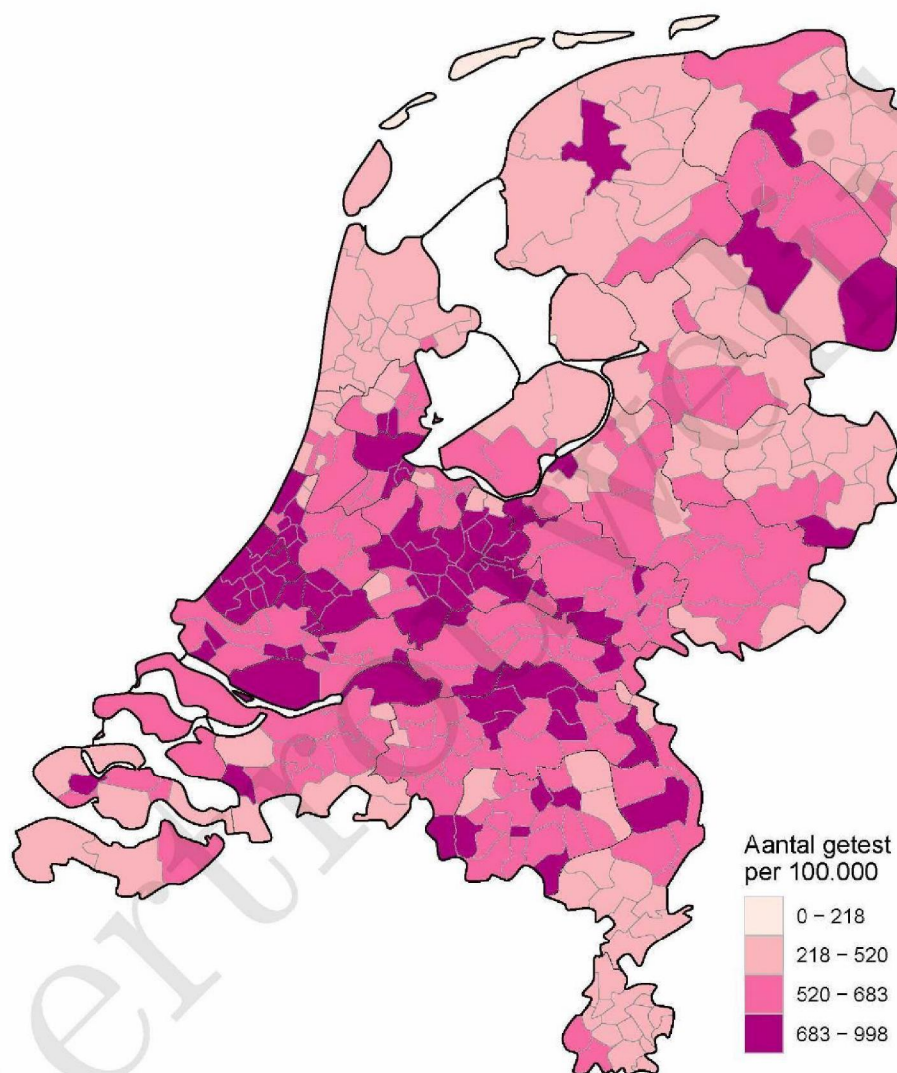 Aantal getest
per 100.000
0 – 218
218 – 520
520 – 683
683 – 998